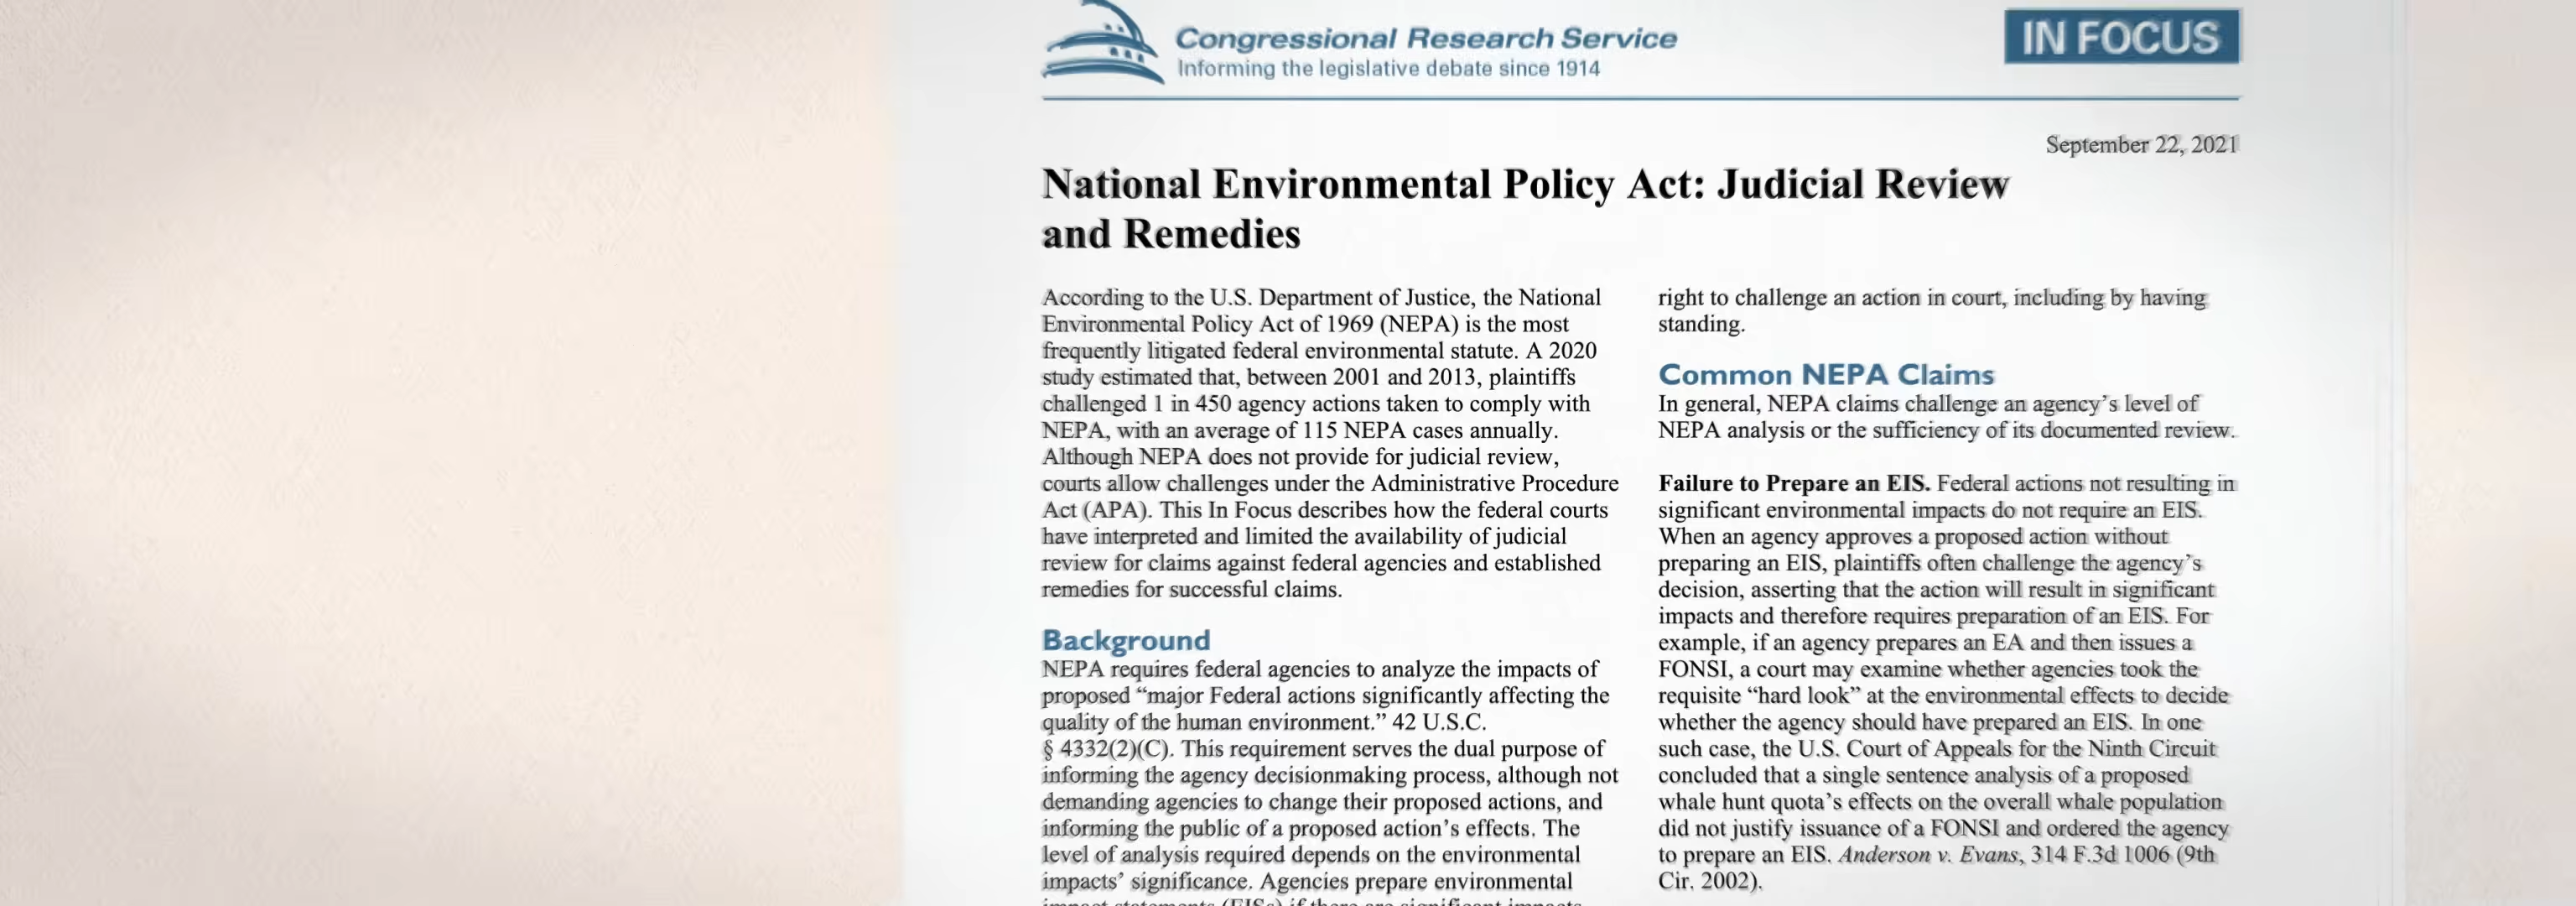 Congressional Research Service
Informing the legislative debate since 1914
IN FOCUS
September 22, 2021
National Environmental Policy Act: Judicial Review
and Remedies
According to the U.S. Department of Justice, the National
Environmental Policy Act of 1969 (NEPA) is the most
frequently litigated federal environmental statute. A 2020
study estimated that, between 2001 and 2013, plaintiffs
challenged 1 in 450 agency actions taken to comply with
NEPA, with an average of 115 NEPA cases annually.
Although NEPA does not provide for judicial review,
courts allow challenges under the Administrative Procedure
Act (APA). This In Focus describes how the federal courts
have interpreted and limited the availability of judicial
review for claims against federal agencies and established
remedies for successful claims.
Background
NEPA requires federal agencies to analyze the impacts of
proposed “major Federal actions significantly affecting the
quality of the human environment.” 42 U.S.C.
§ 4332(2)(C). This requirement serves the dual purpose of
informing the agency decisionmaking process, although not
demanding agencies to change their proposed actions, and
informing the public of a proposed action’s effects. The
level of analysis required depends on the environmental
impacts’ significance. Agencies prepare environmental
impact statements (EISs) if there are significant impacts
right to challenge an action in court, including by having
standing.
Common NEPA Claims
In general, NEPA claims challenge an agency’s level of
NEPA analysis or the sufficiency of its documented review.
Failure to Prepare an EIS. Federal actions not resulting in
significant environmental impacts do not require an EIS.
When an agency approves a proposed action without
preparing an EIS, plaintiffs often challenge the agency’s
decision, asserting that the action will result in significant
impacts and therefore requires preparation of an EIS. For
example, if an agency prepares an EA and then issues a
FONSI, a court may examine whether agencies took the
requisite “hard look” at the environmental effects to decide
whether the agency should have prepared an EIS. In one
such case, the U.S. Court of Appeals for the Ninth Circuit
concluded that a single sentence analysis of a proposed
whale hunt quota’s effects on the overall whale population
did not justify issuance of a FONSI and ordered the agency
to prepare an EIS. Anderson v. Evans, 314 F.3d 1006 (9th
Cir. 2002).